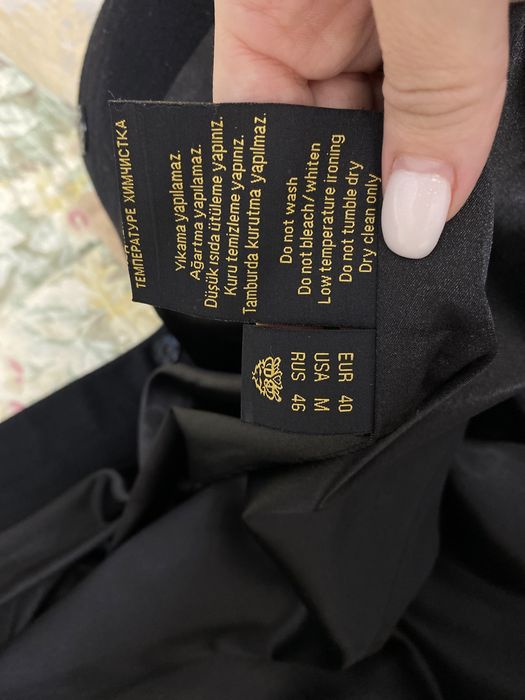 ТЕМПЕРАТУРЕ ХИМЧИСТКА
Yıkama yapılamaz.
Ağartma yapılamaz.
Düşük ısıda ütüleme yapınız.
Kuru temizleme yapınız.
Tamburda kurutma yapılmaz.
Do not wash
Do not bleach / whiten
Low temperature ironing
Do not tumble dry
Dry clean only
EUR 40
USA M
RUS 46